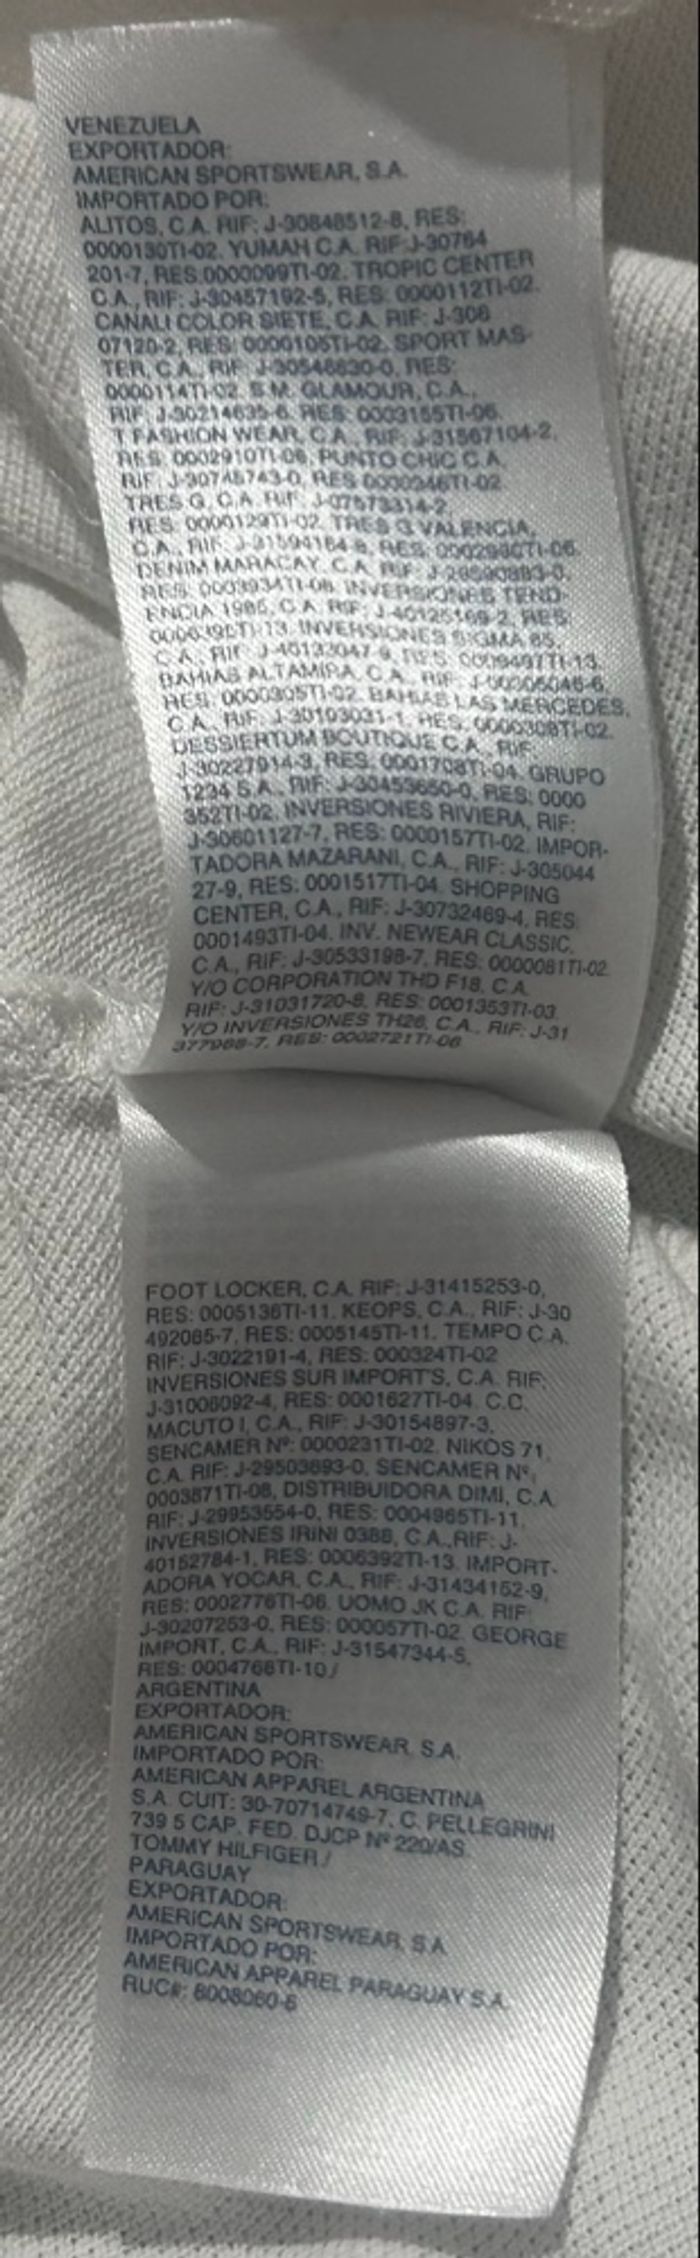 VENEZUELA
EXPORTADOR:
AMERICAN SPORTSWEAR, S.A.
IMPORTADO POR:
ALITOS, C.A. RIF: J-30848512-8, RES:
0000130TI-02. YUMAH C.A. RIF:J-30764
201-7, RES:0000099TI-02. TROPIC CENTER
C.A., RIF: J-30457192-5, RES: 0000112TI-02.
CANALI COLOR SIETE, C.A. RIF: J-306
07120-2, RES: 0000105TI-02. SPORT MAS-
TER, C.A., RIF: J-30546830-0, RES:
0000114TI-02. S.M. GLAMOUR, C.A.,
RIF: J-30214635-6. RES: 0003155TI-06.
T FASHION WEAR, C.A., RIF: J-31567104-2,
RES: 0002910TI-06, PUNTO CHIC C.A.
RIF: J-30745743-0, RES 0000346TI-02.
TRES G, C.A. RIF: J-07573314-2,
RES: 0000129TI-02. TRES G VALENCIA,
C.A., RIF: J-31594164-8, RES: 0002980TI-06.
DENIM MARACAY, C.A. RIF: J-29590883-0,
RES: 0003934TI-08. INVERSIONES TEND-
ENCIA 1985, C.A. RIF: J-40125169-2, RES:
0006395TI-13. INVERSIONES SIGMA 85,
C.A., RIF: J-40133047-9, RES: 0009497TI-13.
BAHIAS ALTAMIRA, C.A., RIF: J-00306046-6,
RES: 0000305TI-02. BAHIAS LAS MERCEDES,
C.A., RIF: J-30103031-1, RES: 0000308TI-02.
DESSIERTUM BOUTIQUE C.A., RIF:
J-30227914-3, RES: 0001708TI-04. GRUPO
1234 S.A., RIF: J-30453650-0, RES: 0000
352TI-02. INVERSIONES RIVIERA, RIF:
J-30601127-7, RES: 0000157TI-02. IMPOR-
TADORA MAZARANI, C.A., RIF: J-305044
27-9, RES: 0001517TI-04. SHOPPING
CENTER, C.A., RIF: J-30732469-4, RES:
0001493TI-04. INV. NEWEAR CLASSIC,
C.A., RIF: J-30533198-7, RES: 0000081TI-02.
Y/O CORPORATION THD F18, C.A.
RIF: J-31031720-8, RES: 0001353TI-03.
Y/O INVERSIONES TH26, C.A., RIF: J-31
377968-7, RES: 0002721TI-06
FOOT LOCKER, C.A. RIF: J-31415253-0,
RES: 0005136TI-11. KEOPS, C.A., RIF: J-30
492085-7, RES: 0005145TI-11. TEMPO C.A.
RIF: J-3022191-4, RES: 000324TI-02
INVERSIONES SUR IMPORT'S, C.A. RIF:
J-31006092-4, RES: 0001627TI-04. C.C.
MACUTO I, C.A., RIF: J-30154897-3,
SENCAMER Nº: 0000231TI-02. NIKOS 71,
C.A. RIF: J-29503693-0, SENCAMER Nº:
0003871TI-08, DISTRIBUIDORA DIMI, C.A.
RIF: J-29953554-0, RES: 0004965TI-11,
INVERSIONES IRINI 0388, C.A.,RIF: J-
40152784-1, RES: 0006392TI-13. IMPORT-
ADORA YOCAR, C.A., RIF: J-31434152-9,
RES: 0002776TI-06. UOMO JK C.A. RIF:
J-30207253-0, RES: 000057TI-02. GEORGE
IMPORT, C.A., RIF: J-31547344-5,
RES: 0004766TI-10./
ARGENTINA
EXPORTADOR:
AMERICAN SPORTSWEAR, S.A.
IMPORTADO POR:
AMERICAN APPAREL ARGENTINA
S.A. CUIT: 30-70714749-7, C. PELLEGRINI
739 5 CAP. FED. DJCP Nº 220/AS.
TOMMY HILFIGER./
PARAGUAY
EXPORTADOR:
AMERICAN SPORTSWEAR, S.A.
IMPORTADO POR:
AMERICAN APPAREL PARAGUAY S.A.
RUC#: 8008060-6